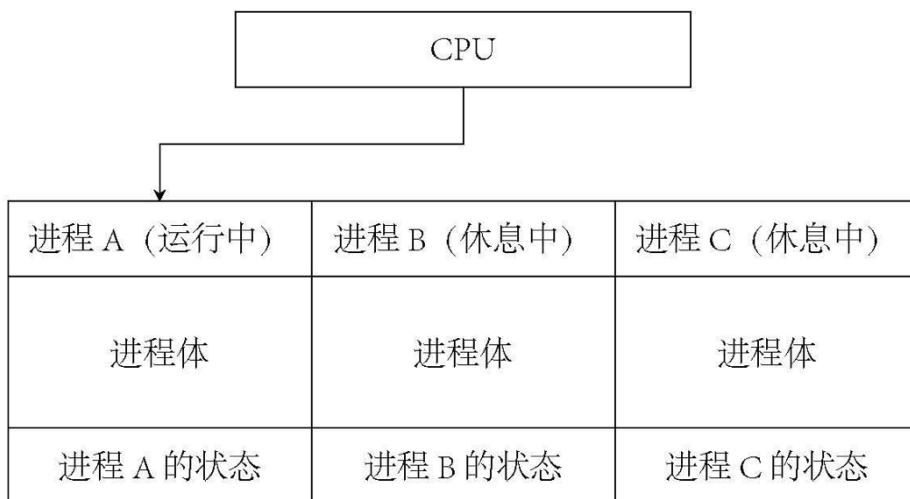 CPU
进程 A（运行中） 进程 B（休息中） 进程 C（休息中）
进程体 进程体 进程体
进程 A 的状态 进程 B 的状态 进程 C 的状态